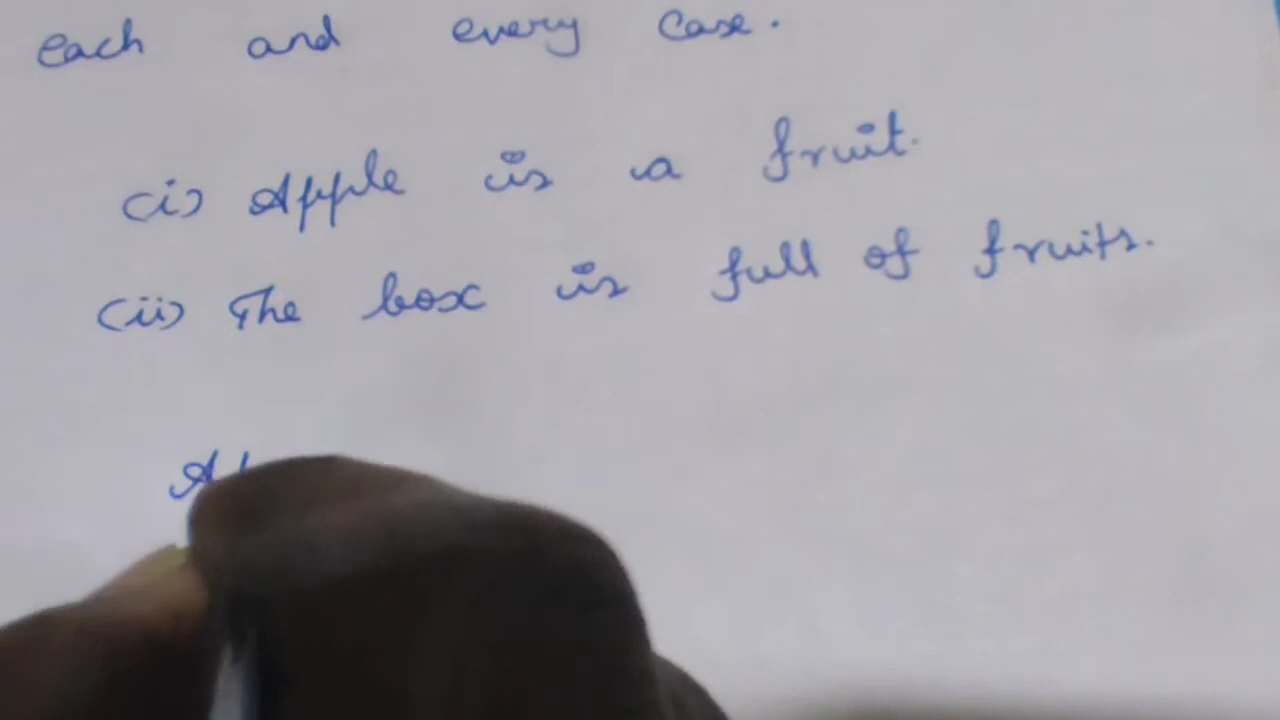 each and every case.
(i) Apple is a fruit.
(ii) The box is full of fruits.